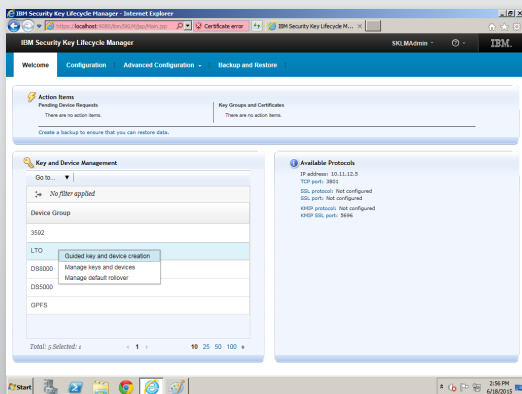 IBM Security Key Lifecycle Manager - Internet Explorer
https://localhost:9080/ibm/SKLM/jsp/Main.jsp
Certificate error
IBM Security Key Lifecycle M...
IBM Security Key Lifecycle Manager
SKLMAdmin
IBM.
Welcome
Configuration
Advanced Configuration
Backup and Restore
Action Items
Pending Device Requests
Key Groups and Certificates
There are no action items.
There are no action items.
Create a backup to ensure that you can restore data.
Key and Device Management
Go to...
No filter applied
Device Group
3592
LTO
Guided key and device creation
DS8000
Manage keys and devices
Manage default rollover
DS5000
GPFS
Total: 5 Selected: 1
1
10 25 50 100
Available Protocols
IP address: 10.11.12.5
TCP port: 3801
SSL protocol: Not configured
SSL port: Not configured
KMIP protocol: Not configured
KMIP SSL port: 5696
Start
2:56 PM
6/18/2015